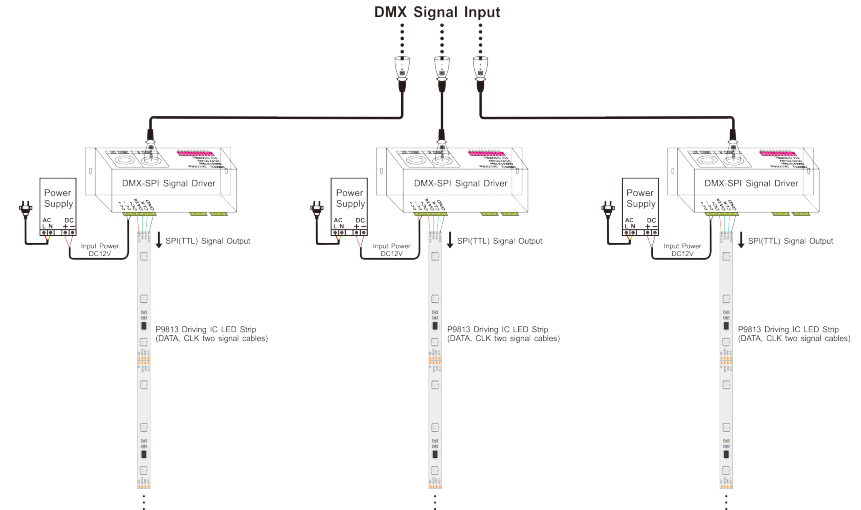 DMX Signal Input
DMX-SPI Signal Driver
Power
Supply
AC DC
L N + −
Input Power
DC12V
SPI(TTL) Signal Output
P9813 Driving IC LED Strip
(DATA, CLK two signal cables)
DMX-SPI Signal Driver
Power
Supply
AC DC
L N + −
Input Power
DC12V
SPI(TTL) Signal Output
P9813 Driving IC LED Strip
(DATA, CLK two signal cables)
DMX-SPI Signal Driver
Power
Supply
AC DC
L N + −
Input Power
DC12V
SPI(TTL) Signal Output
P9813 Driving IC LED Strip
(DATA, CLK two signal cables)